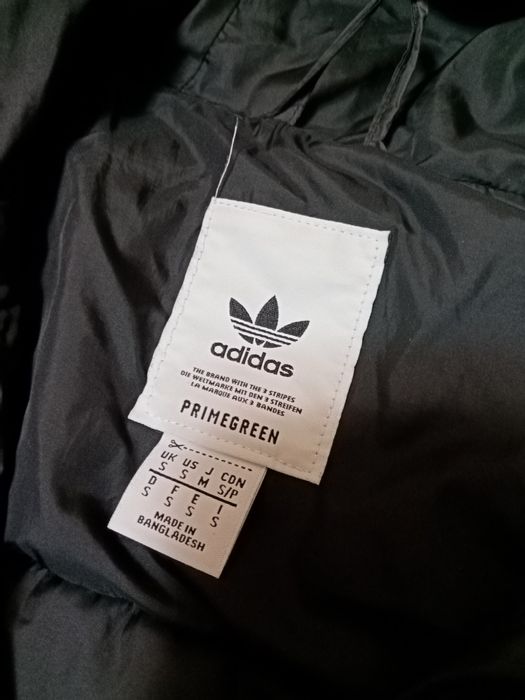 adidas
THE BRAND WITH THE 3 STRIPES
DIE WELTMARKE MIT DEN 3 STREIFEN
LA MARQUE AUX 3 BANDES
PRIMEGREEN
UK US J CDN
S S M S/P
D F E I
S S S S
MADE IN
BANGLADESH